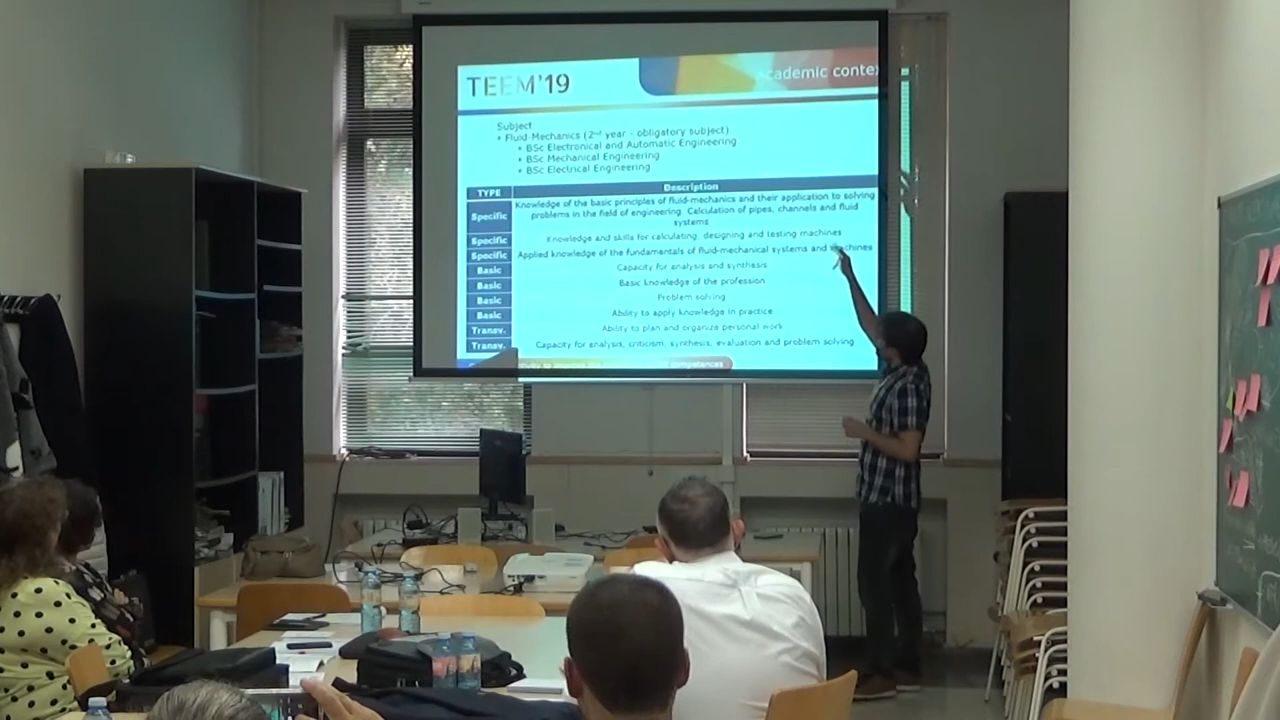 TEEM'19
Academic contex
Subject
• Fluid-Mechanics (2nd year - obligatory subject)
• BSc Electronical and Automatic Engineering
• BSc Mechanical Engineering
• BSc Electrical Engineering
TYPE Description
Specific Knowledge of the basic principles of fluid-mechanics and their application to solving
problems in the field of engineering. Calculation of pipes, channels and fluid
systems
Specific Knowledge and skills for calculating, designing and testing machines
Specific Applied knowledge of the fundamentals of fluid-mechanical systems and machines
Basic Capacity for analysis and synthesis
Basic Basic knowledge of the profession
Basic Problem solving
Basic Ability to apply knowledge in practice
Transv. Ability to plan and organize personal work
Transv. Capacity for analysis, criticism, synthesis, evaluation and problem solving
competences